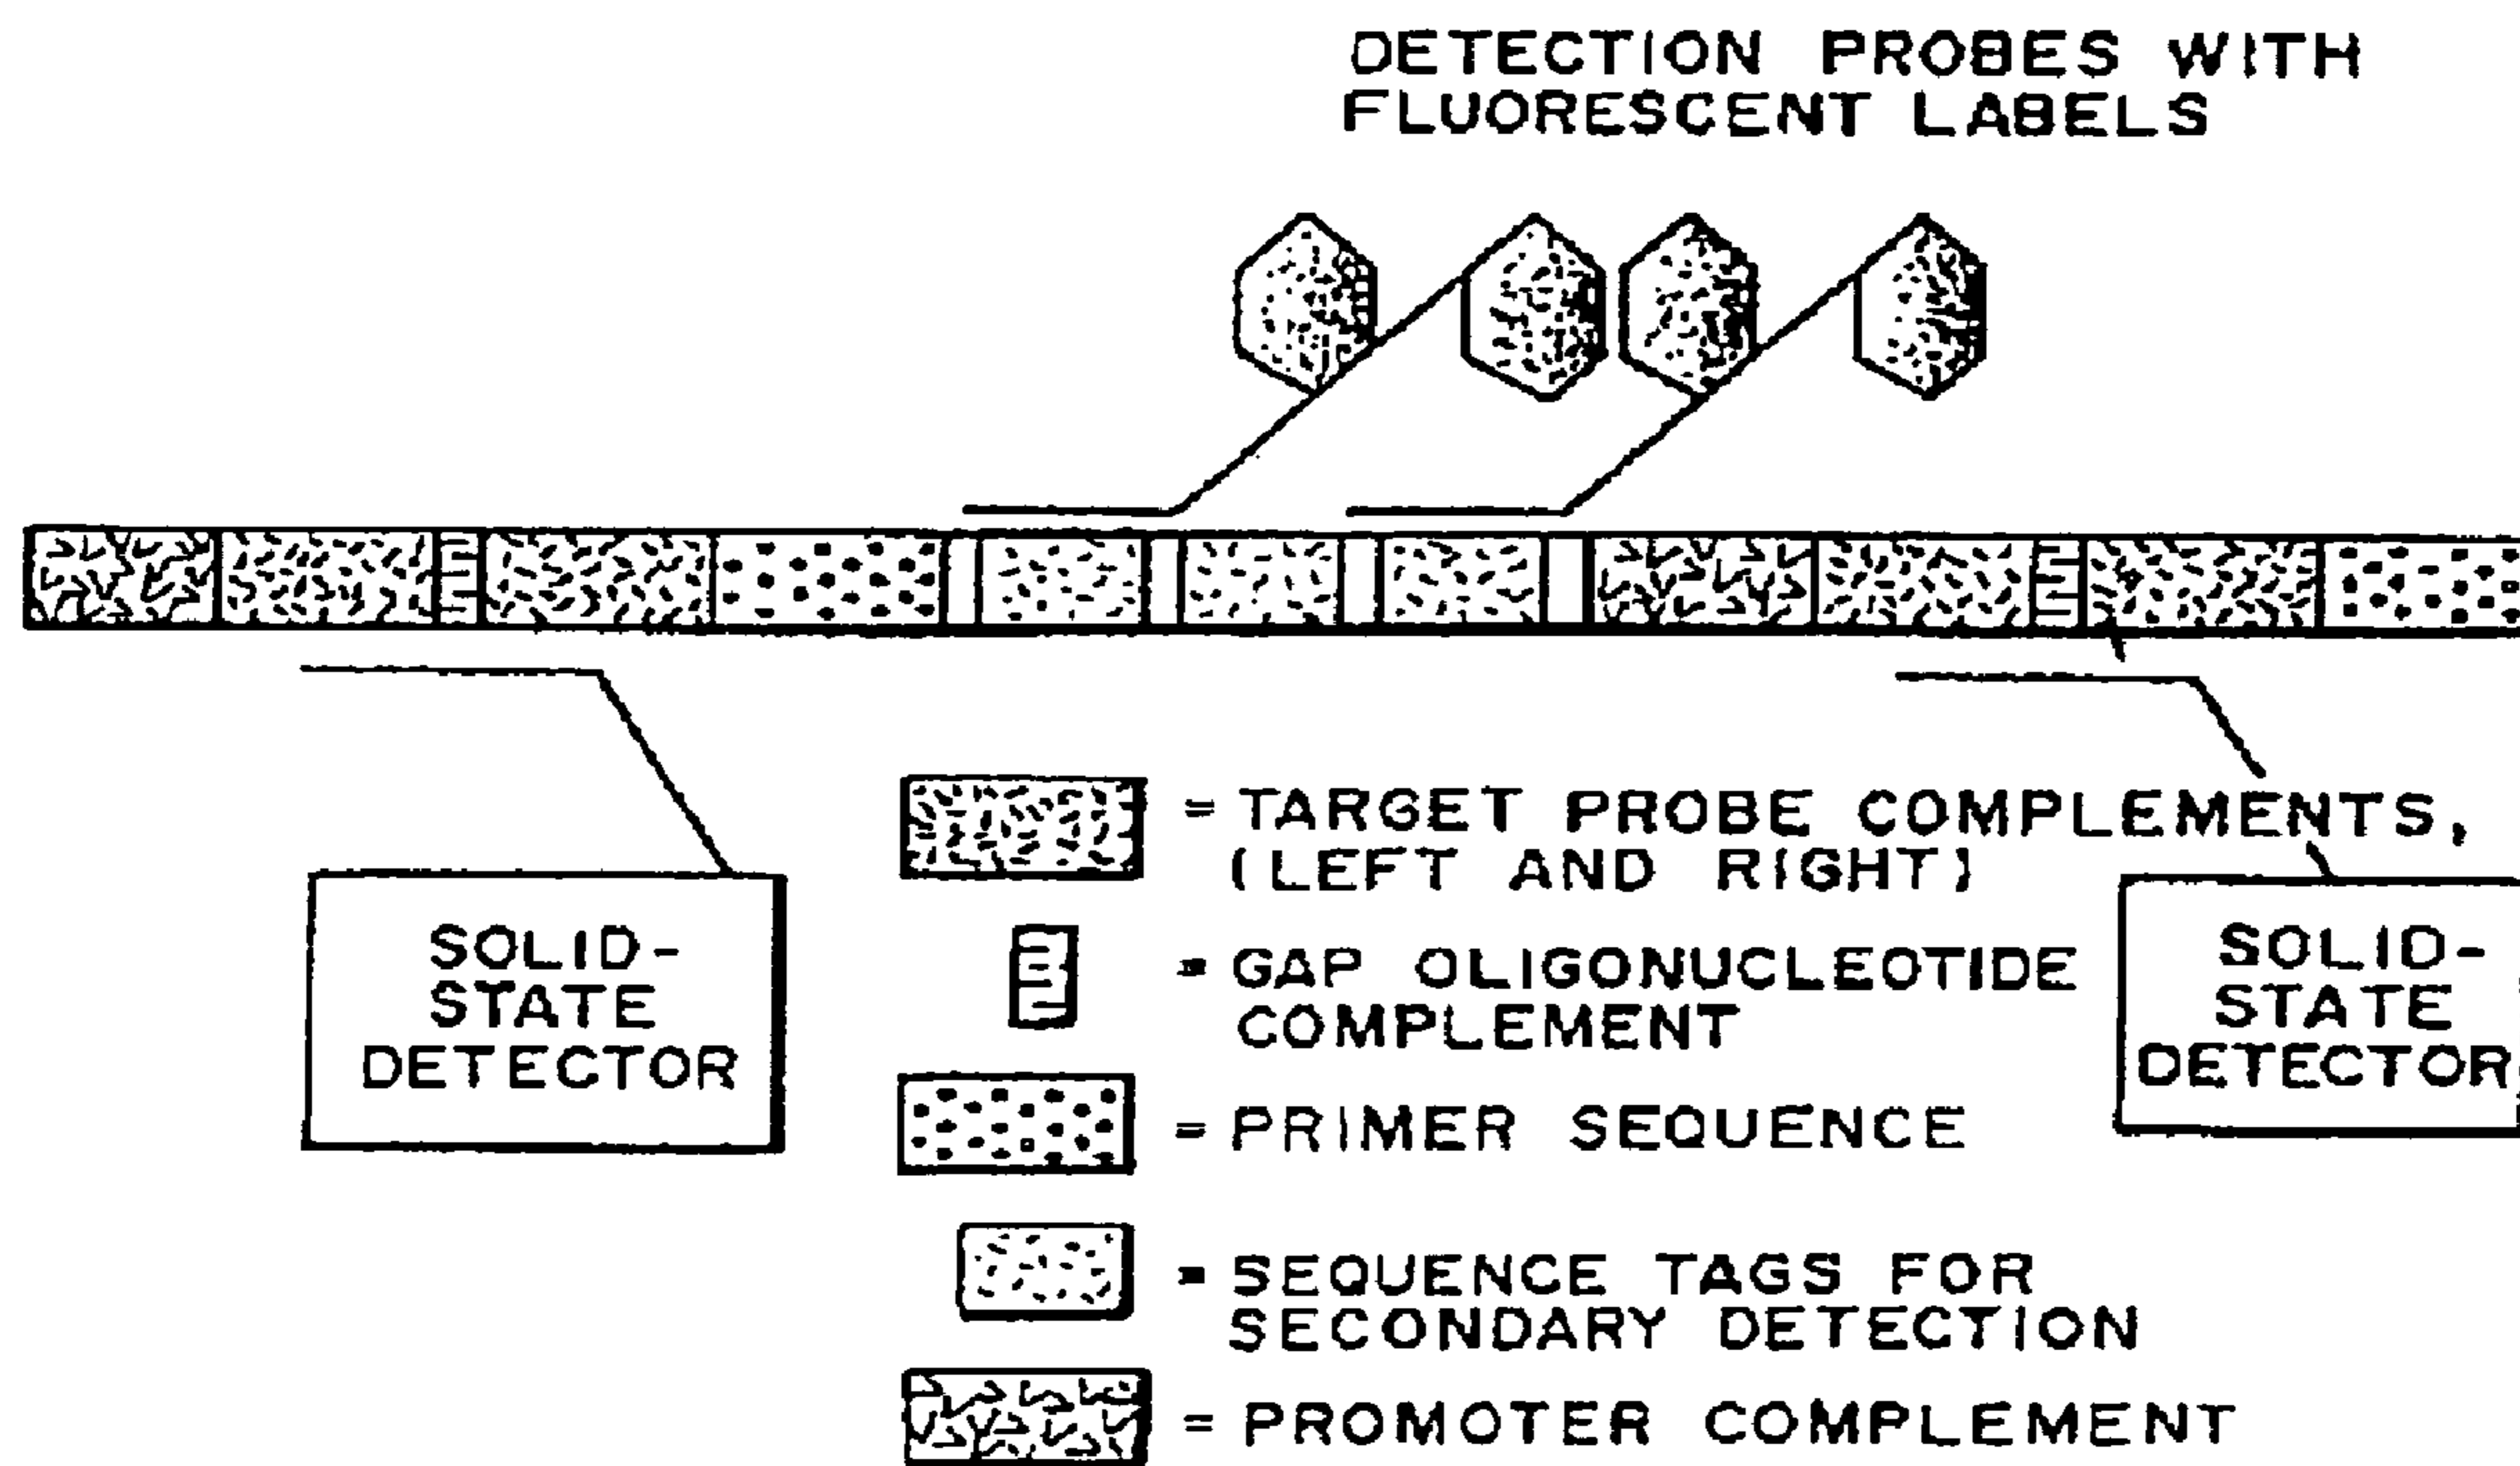 DETECTION PROBES WITH
FLUORESCENT LABELS
SOLID-
STATE
DETECTOR
= TARGET PROBE COMPLEMENTS,
(LEFT AND RIGHT)
= GAP OLIGONUCLEOTIDE
COMPLEMENT
= PRIMER SEQUENCE
= SEQUENCE TAGS FOR
SECONDARY DETECTION
= PROMOTER COMPLEMENT
SOLID-
STATE
DETECTOR